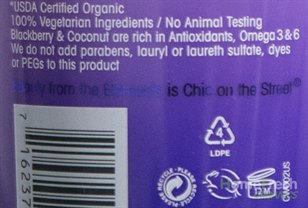 *USDA Certified Organic
100% Vegetarian Ingredients / No Animal Testing
Blackberry & Coconut are rich in Antioxidants, Omega 3 & 6
We do not add parabens, lauryl or laureth sulfate, dyes
or PEGs to this product
from the Elements is Chic on the Street®
4
LDPE
PLEASE RECYCLE
12M
7 16237